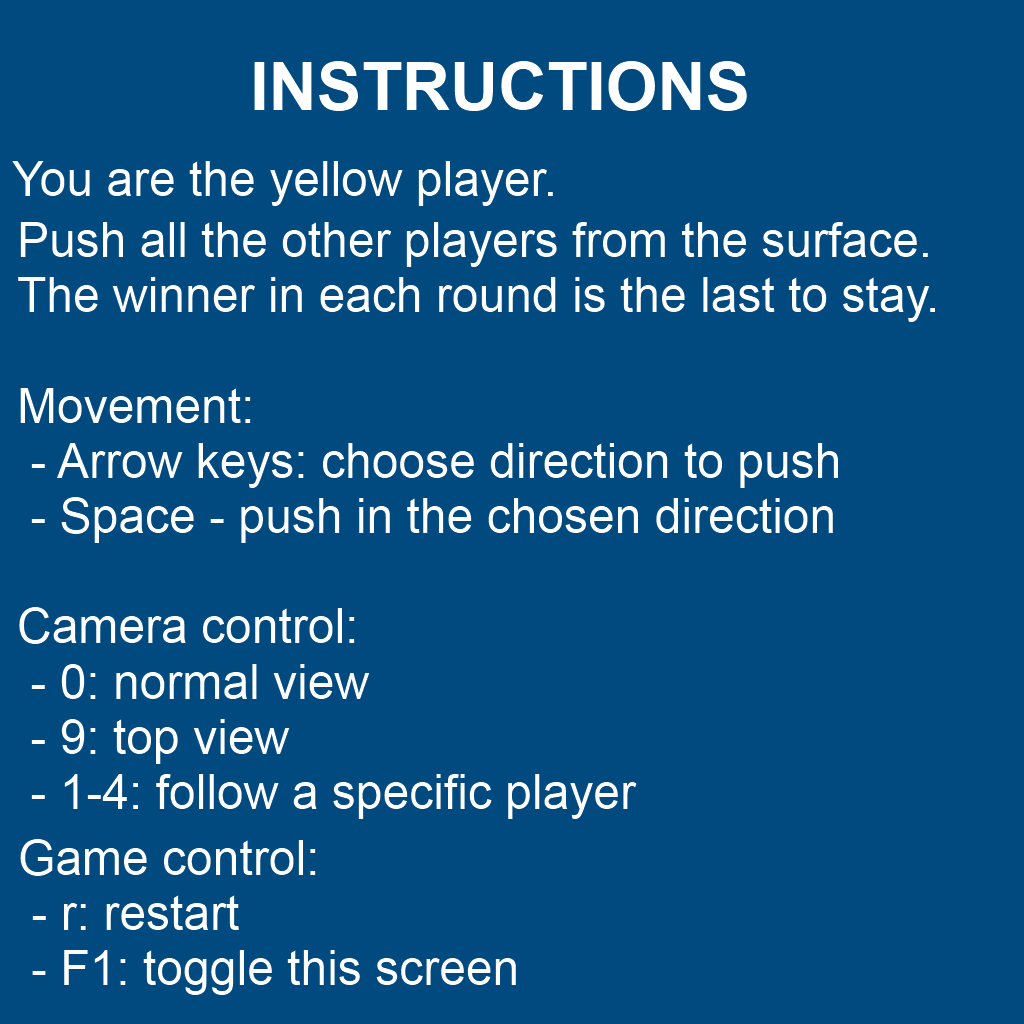 INSTRUCTIONS
You are the yellow player.
Push all the other players from the surface.
The winner in each round is the last to stay.
Movement:
- Arrow keys: choose direction to push
- Space - push in the chosen direction
Camera control:
- 0: normal view
- 9: top view
- 1-4: follow a specific player
Game control:
- r: restart
- F1: toggle this screen